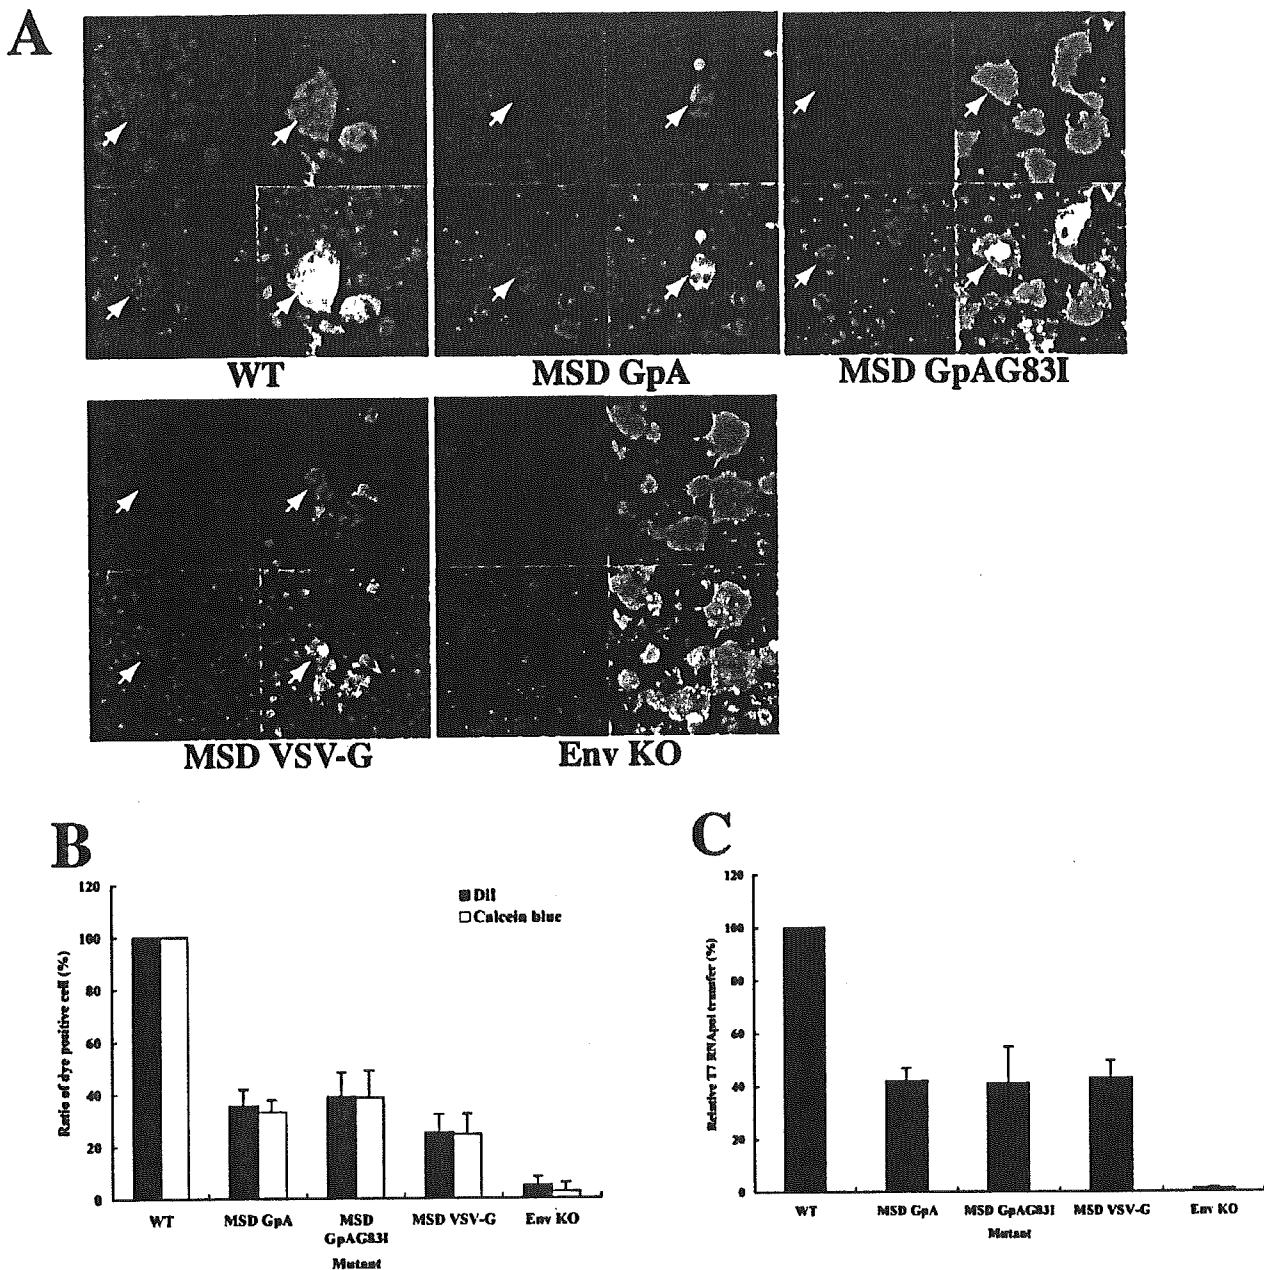 A
WT
MSD GpA
MSD GpAG83I
MSD VSV-G
Env KO
B
120
100
80
60
40
20
0
Ratio of dye positive cell (%)
DiI
Calcein blue
WT
MSD GpA
MSD
GpAG83I
MSD VSV-G
Env KO
Mutant
C
120
100
80
60
40
20
0
Relative T7 RNApol transfer (%)
WT
MSD GpA
MSD GpAG83I
MSD VSV-G
Env KO
Mutant